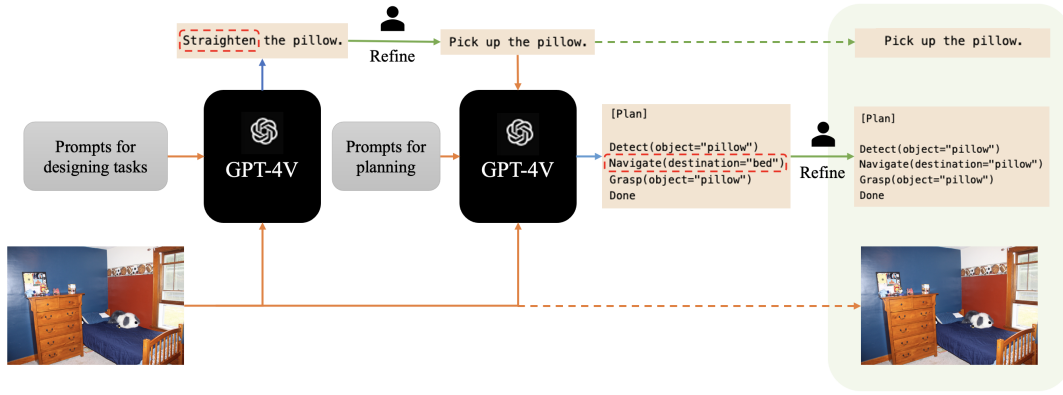 Straighten the pillow.
Refine
Pick up the pillow.
Pick up the pillow.
Prompts for
designing tasks
GPT-4V
Prompts for
planning
GPT-4V
[Plan]
Detect(object="pillow")
Navigate(destination="bed")
Grasp(object="pillow")
Done
Refine
[Plan]
Detect(object="pillow")
Navigate(destination="pillow")
Grasp(object="pillow")
Done